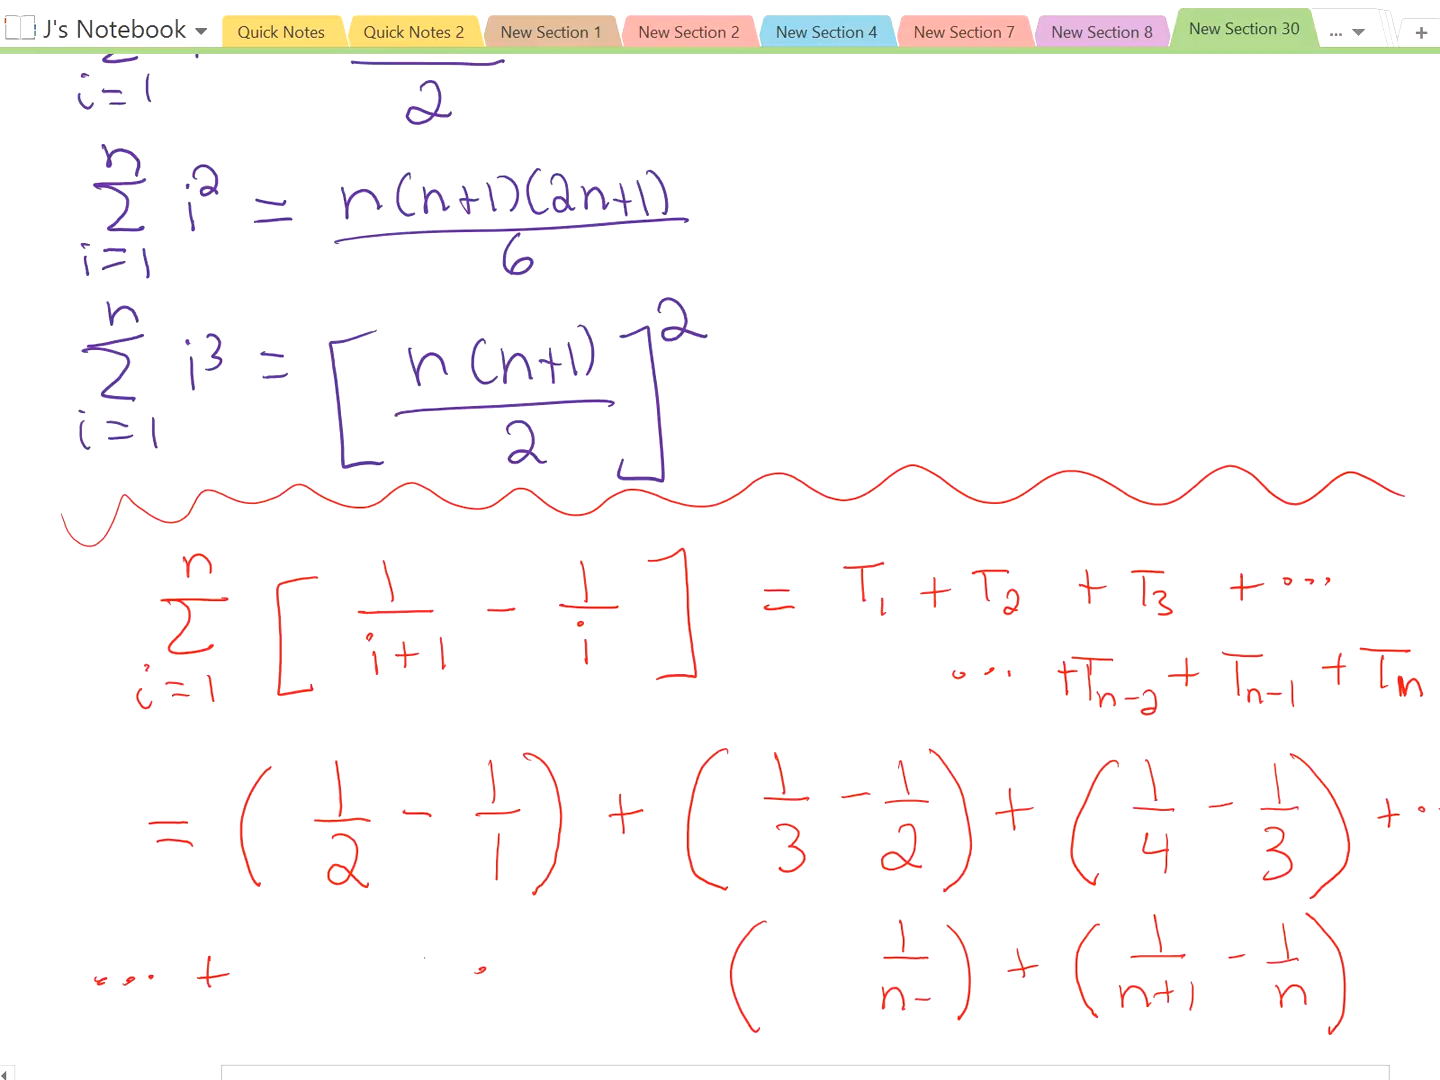 J's Notebook Quick Notes Quick Notes 2 New Section 1 New Section 2 New Section 4 New Section 7 New Section 8 New Section 30 ... +
i=1 2
n
Σ i² = n(n+1)(2n+1)
i=1 6
n
Σ i³ = [ n(n+1) / 2 ]²
i=1
n
Σ [ 1/(i+1) - 1/i ] = T₁ + T₂ + T₃ + ...
i=1 ... +Tₙ₋₂ + Tₙ₋₁ + Tₙ
= ( 1/2 - 1/1 ) + ( 1/3 - 1/2 ) + ( 1/4 - 1/3 ) + ..
... + . ( 1/n- ) + ( 1/(n+1) - 1/n )